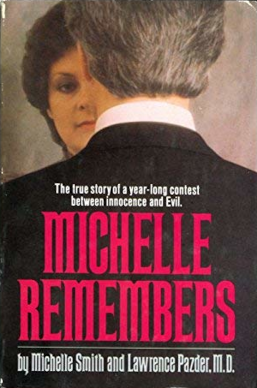 The true story of a year-long contest
between innocence and Evil.
MICHELLE
REMEMBERS
by Michelle Smith and Lawrence Pazder, M.D.